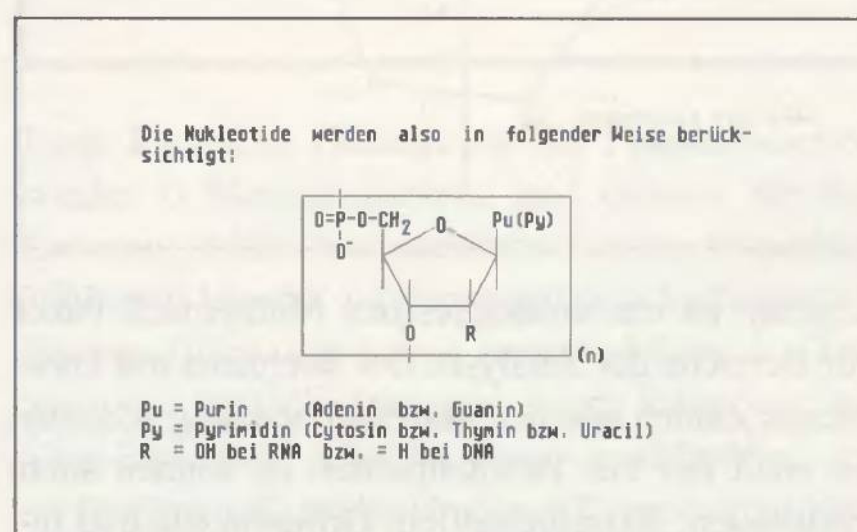 Die Nukleotide werden also in folgender Weise berück-
sichtigt:
O=P-O-CH2 O Pu(Py)
O-
O R
(n)
Pu = Purin (Adenin bzw. Guanin)
Py = Pyrimidin (Cytosin bzw. Thymin bzw. Uracil)
R = OH bei RNA bzw. = H bei DNA